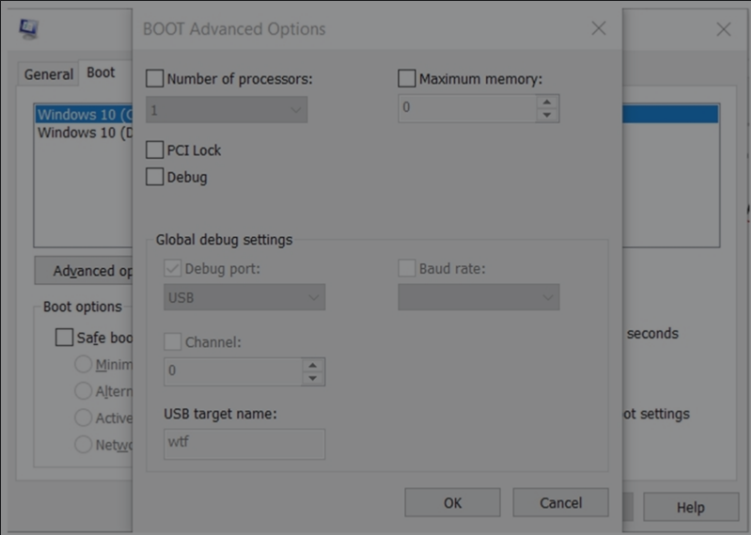 BOOT Advanced Options
General
Boot
Windows 10 (
Windows 10 (D
Number of processors:
Maximum memory:
1
0
PCI Lock
Debug
Global debug settings
Debug port:
Baud rate:
USB
Channel:
0
USB target name:
wtf
Advanced op
Boot options
Safe boo
Minim
Altern
Active
Netwo
seconds
ot settings
OK
Cancel
Help